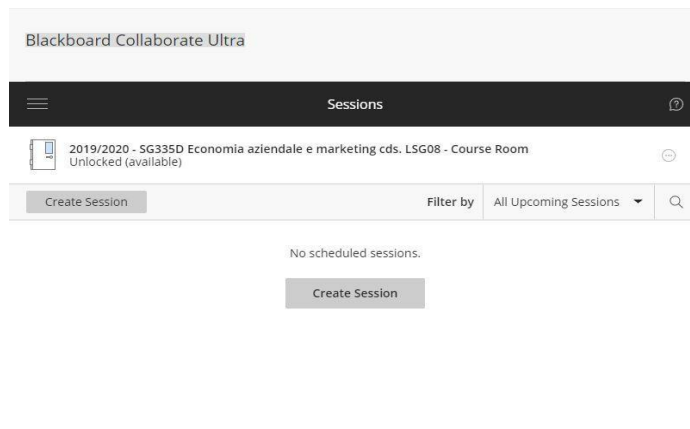 Blackboard Collaborate Ultra
Sessions
2019/2020 - SG335D Economia aziendale e marketing cds. LSG08 - Course Room
Unlocked (available)
Create Session
Filter by
All Upcoming Sessions
No scheduled sessions.
Create Session